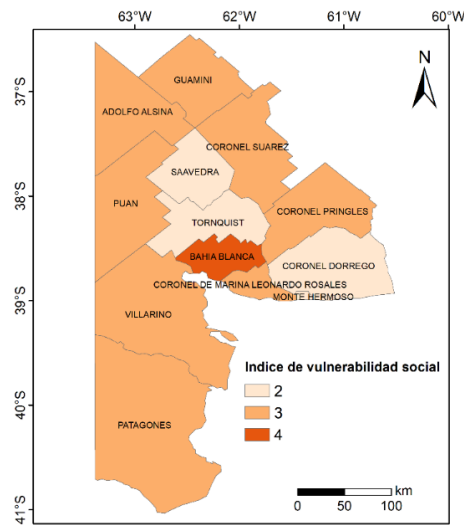 63°W 62°W 61°W 60°W
N
37°S
38°S
39°S
40°S
41°S
GUAMINI
ADOLFO ALSINA
CORONEL SUAREZ
SAAVEDRA
PUAN
CORONEL PRINGLES
TORNQUIST
BAHIA BLANCA
CORONEL DORREGO
CORONEL DE MARINA LEONARDO ROSALES
MONTE HERMOSO
VILLARINO
PATAGONES
Indice de vulnerabilidad social
2
3
4
km
0 50 100